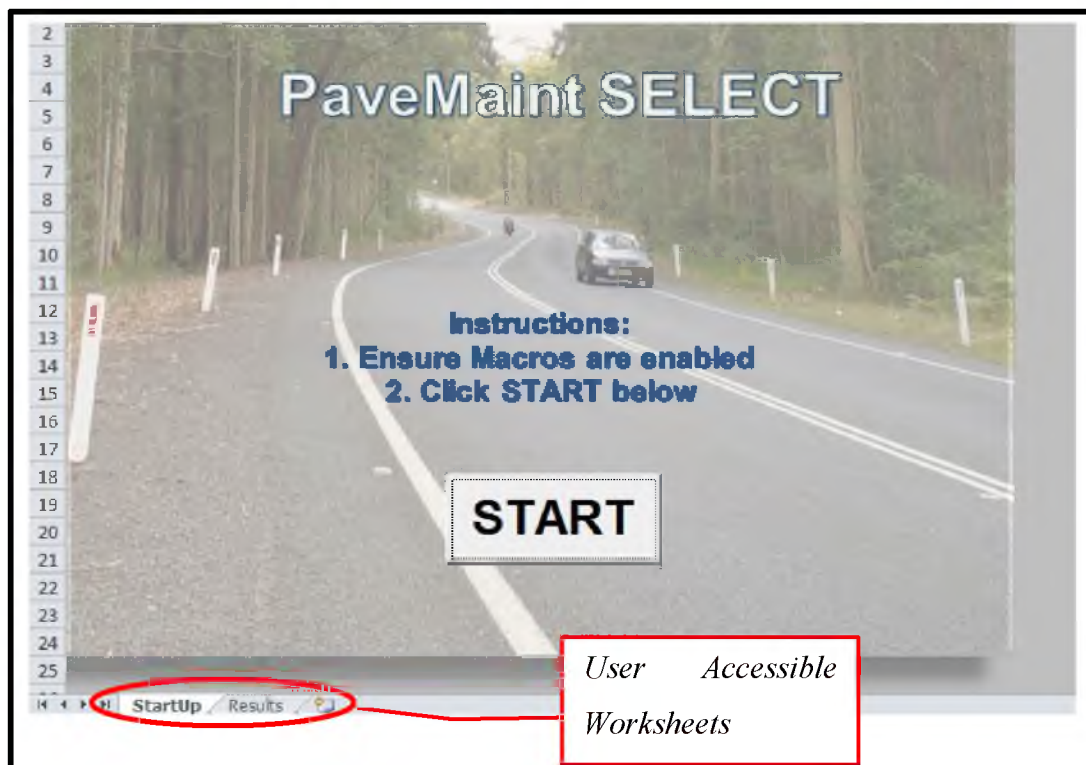 2
3
PaveMaint SELECT
4
5
6
7
8
9
10
11
12
Instructions:
13
1. Ensure Macros are enabled
14
2. Click START below
15
16
17
18
START
19
20
21
22
23
24
User Accessible
25
Worksheets
StartUp
Results